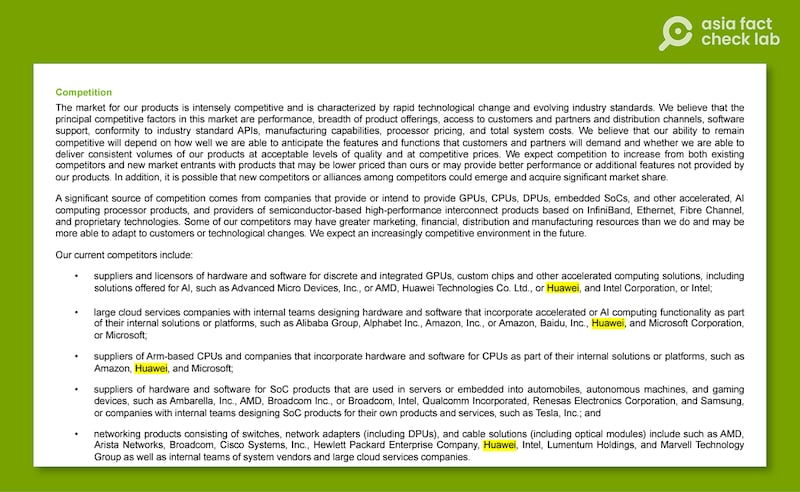 asia fact
check lab
Competition
The market for our products is intensely competitive and is characterized by rapid technological change and evolving industry standards. We believe that the
principal competitive factors in this market are performance, breadth of product offerings, access to customers and partners and distribution channels, software
support, conformity to industry standard APIs, manufacturing capabilities, processor pricing, and total system costs. We believe that our ability to remain
competitive will depend on how well we are able to anticipate the features and functions that customers and partners will demand and whether we are able to
deliver consistent volumes of our products at acceptable levels of quality and at competitive prices. We expect competition to increase from both existing
competitors and new market entrants with products that may be lower priced than ours or may provide better performance or additional features not provided by
our products. In addition, it is possible that new competitors or alliances among competitors could emerge and acquire significant market share.
A significant source of competition comes from companies that provide or intend to provide GPUs, CPUs, DPUs, embedded SoCs, and other accelerated, AI
computing processor products, and providers of semiconductor-based high-performance interconnect products based on InfiniBand, Ethernet, Fibre Channel,
and proprietary technologies. Some of our competitors may have greater marketing, financial, distribution and manufacturing resources than we do and may be
more able to adapt to customers or technological changes. We expect an increasingly competitive environment in the future.
Our current competitors include:
• suppliers and licensors of hardware and software for discrete and integrated GPUs, custom chips and other accelerated computing solutions, including
solutions offered for AI, such as Advanced Micro Devices, Inc., or AMD, Huawei Technologies Co. Ltd., or Huawei, and Intel Corporation, or Intel;
• large cloud services companies with internal teams designing hardware and software that incorporate accelerated or AI computing functionality as part
of their internal solutions or platforms, such as Alibaba Group, Alphabet Inc., Amazon, Inc., or Amazon, Baidu, Inc., Huawei, and Microsoft Corporation,
or Microsoft;
• suppliers of Arm-based CPUs and companies that incorporate hardware and software for CPUs as part of their internal solutions or platforms, such as
Amazon, Huawei, and Microsoft;
• suppliers of hardware and software for SoC products that are used in servers or embedded into automobiles, autonomous machines, and gaming
devices, such as Ambarella, Inc., AMD, Broadcom Inc., or Broadcom, Intel, Qualcomm Incorporated, Renesas Electronics Corporation, and Samsung,
or companies with internal teams designing SoC products for their own products and services, such as Tesla, Inc.; and
• networking products consisting of switches, network adapters (including DPUs), and cable solutions (including optical modules) include such as AMD,
Arista Networks, Broadcom, Cisco Systems, Inc., Hewlett Packard Enterprise Company, Huawei, Intel, Lumentum Holdings, and Marvell Technology
Group as well as internal teams of system vendors and large cloud services companies.